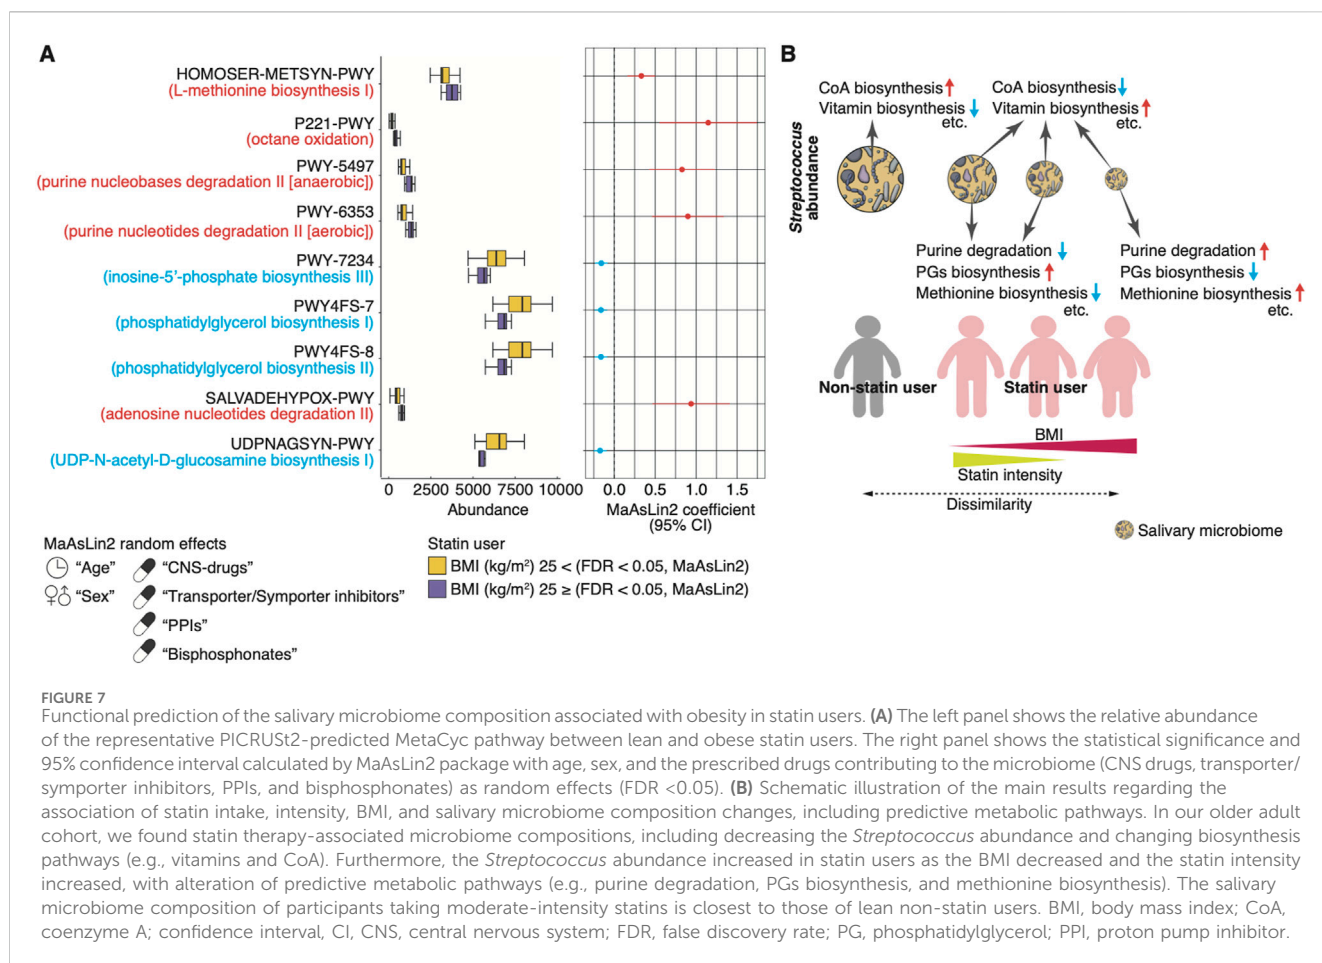 A
HOMOSER-METSYN-PWY
(L-methionine biosynthesis I)
P221-PWY
(octane oxidation)
PWY-5497
(purine nucleobases degradation II [anaerobic])
PWY-6353
(purine nucleotides degradation II [aerobic])
PWY-7234
(inosine-5'-phosphate biosynthesis III)
PWY4FS-7
(phosphatidylglycerol biosynthesis I)
PWY4FS-8
(phosphatidylglycerol biosynthesis II)
SALVADEHYPOX-PWY
(adenosine nucleotides degradation II)
UDPNAGSYN-PWY
(UDP-N-acetyl-D-glucosamine biosynthesis I)
0 2500 5000 7500 10000
Abundance
0.0 0.5 1.0 1.5
MaAsLin2 coefficient
(95% CI)
MaAsLin2 random effects
"Age"
"Sex"
"CNS-drugs"
"Transporter/Symporter inhibitors"
"PPIs"
"Bisphosphonates"
Statin user
BMI (kg/m²) 25 < (FDR < 0.05, MaAsLin2)
BMI (kg/m²) 25 ≥ (FDR < 0.05, MaAsLin2)
B
Streptococcus
abundance
CoA biosynthesis
Vitamin biosynthesis
etc.
CoA biosynthesis
Vitamin biosynthesis
etc.
Purine degradation
PGs biosynthesis
Methionine biosynthesis
etc.
Purine degradation
PGs biosynthesis
Methionine biosynthesis
etc.
Non-statin user
Statin user
BMI
Statin intensity
Dissimilarity
Salivary microbiome
FIGURE 7
Functional prediction of the salivary microbiome composition associated with obesity in statin users. (A) The left panel shows the relative abundance
of the representative PICRUSt2-predicted MetaCyc pathway between lean and obese statin users. The right panel shows the statistical significance and
95% confidence interval calculated by MaAsLin2 package with age, sex, and the prescribed drugs contributing to the microbiome (CNS drugs, transporter/
symporter inhibitors, PPIs, and bisphosphonates) as random effects (FDR <0.05). (B) Schematic illustration of the main results regarding the
association of statin intake, intensity, BMI, and salivary microbiome composition changes, including predictive metabolic pathways. In our older adult
cohort, we found statin therapy-associated microbiome compositions, including decreasing the Streptococcus abundance and changing biosynthesis
pathways (e.g., vitamins and CoA). Furthermore, the Streptococcus abundance increased in statin users as the BMI decreased and the statin intensity
increased, with alteration of predictive metabolic pathways (e.g., purine degradation, PGs biosynthesis, and methionine biosynthesis). The salivary
microbiome composition of participants taking moderate-intensity statins is closest to those of lean non-statin users. BMI, body mass index; CoA,
coenzyme A; confidence interval, CI, CNS, central nervous system; FDR, false discovery rate; PG, phosphatidylglycerol; PPI, proton pump inhibitor.